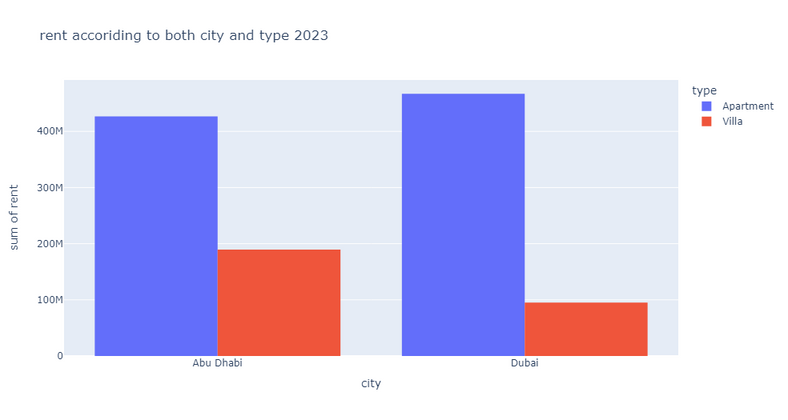 rent accoriding to both city and type 2023
type
Apartment
Villa
400M
300M
200M
100M
0
sum of rent
Abu Dhabi
Dubai
city